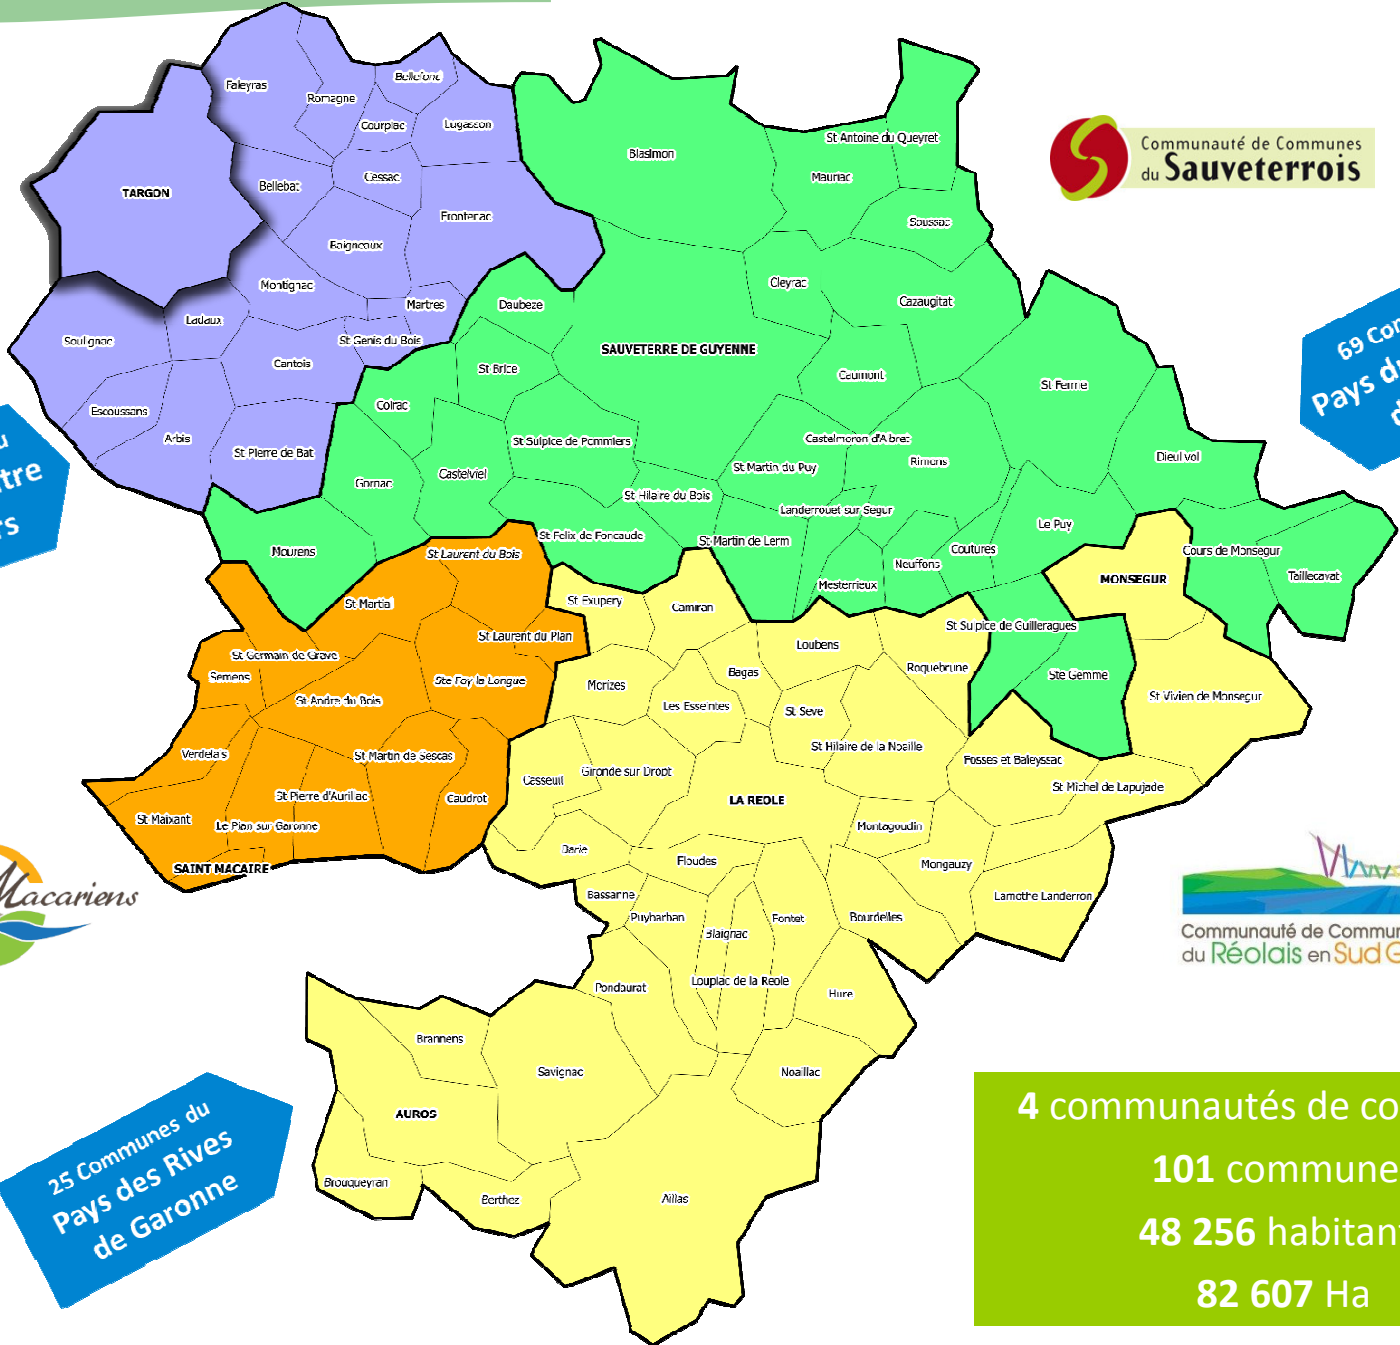 Bellefond
Faleyras
Romagne
Courpiac
Lugasson
Communauté de Communes
du Sauveterrois
St Antoine du Queyret
Blasimon
Mauriac
Cessac
Bellebat
TARGON
Frontenac
Soussac
Baigneaux
Cleyrac
Montignac
Cazaugitat
Martres
Daubeze
Ladaux
Soulignac
St Genis du Bois
SAUVETERRE DE GUYENNE
69 Com
Pays du
d
Cantois
St Brice
Caumont
St Ferme
Coirac
Escoussans
Arbis
St Pierre de Bat
St Sulpice de Pommiers
Castelmoron d'Albret
Rimons
Dieulivol
u
tre
rs
Gornac
Castelviel
St Martin du Puy
St Hilaire du Bois
Landerrouet sur Segur
Le Puy
St Felix de Foncaude
St Martin de Lerm
Coutures
Cours de Monsegur
Mourens
St Laurent du Bois
Neuffons
Mesterrieux
MONSEGUR
Taillecavat
St Martial
St Exupery
Camiran
St Laurent du Plan
Loubens
St Sulpice de Guilleragues
St Germain de Grave
Semens
Ste Foy la Longue
Morizes
Bagas
Roquebrune
Ste Gemme
St Andre du Bois
Les Esseintes
St Seve
St Vivien de Monsegur
Verdelais
St Martin de Sescas
St Hilaire de la Noaille
Casseuil
Gironde sur Dropt
Fosses et Baleyssac
St Pierre d'Aurillac
Caudrot
LA REOLE
St Michel de Lapujade
St Maixant
Le Pian sur Garonne
Montagoudin
SAINT MACAIRE
Barie
Floudes
Mongauzy
Macariens
Bassanne
Lamothe Landerron
Puybarban
Blaignac
Fontet
Bourdelles
Communauté de Commun
du Réolais en Sud G
Pondaurat
Loupiac de la Reole
Hure
Brannens
Savignac
Noaillac
AUROS
Brouqueyran
Berthez
Aillas
25 Communes du
Pays des Rives
de Garonne
4 communautés de co
101 commune
48 256 habitan
82 607 Ha